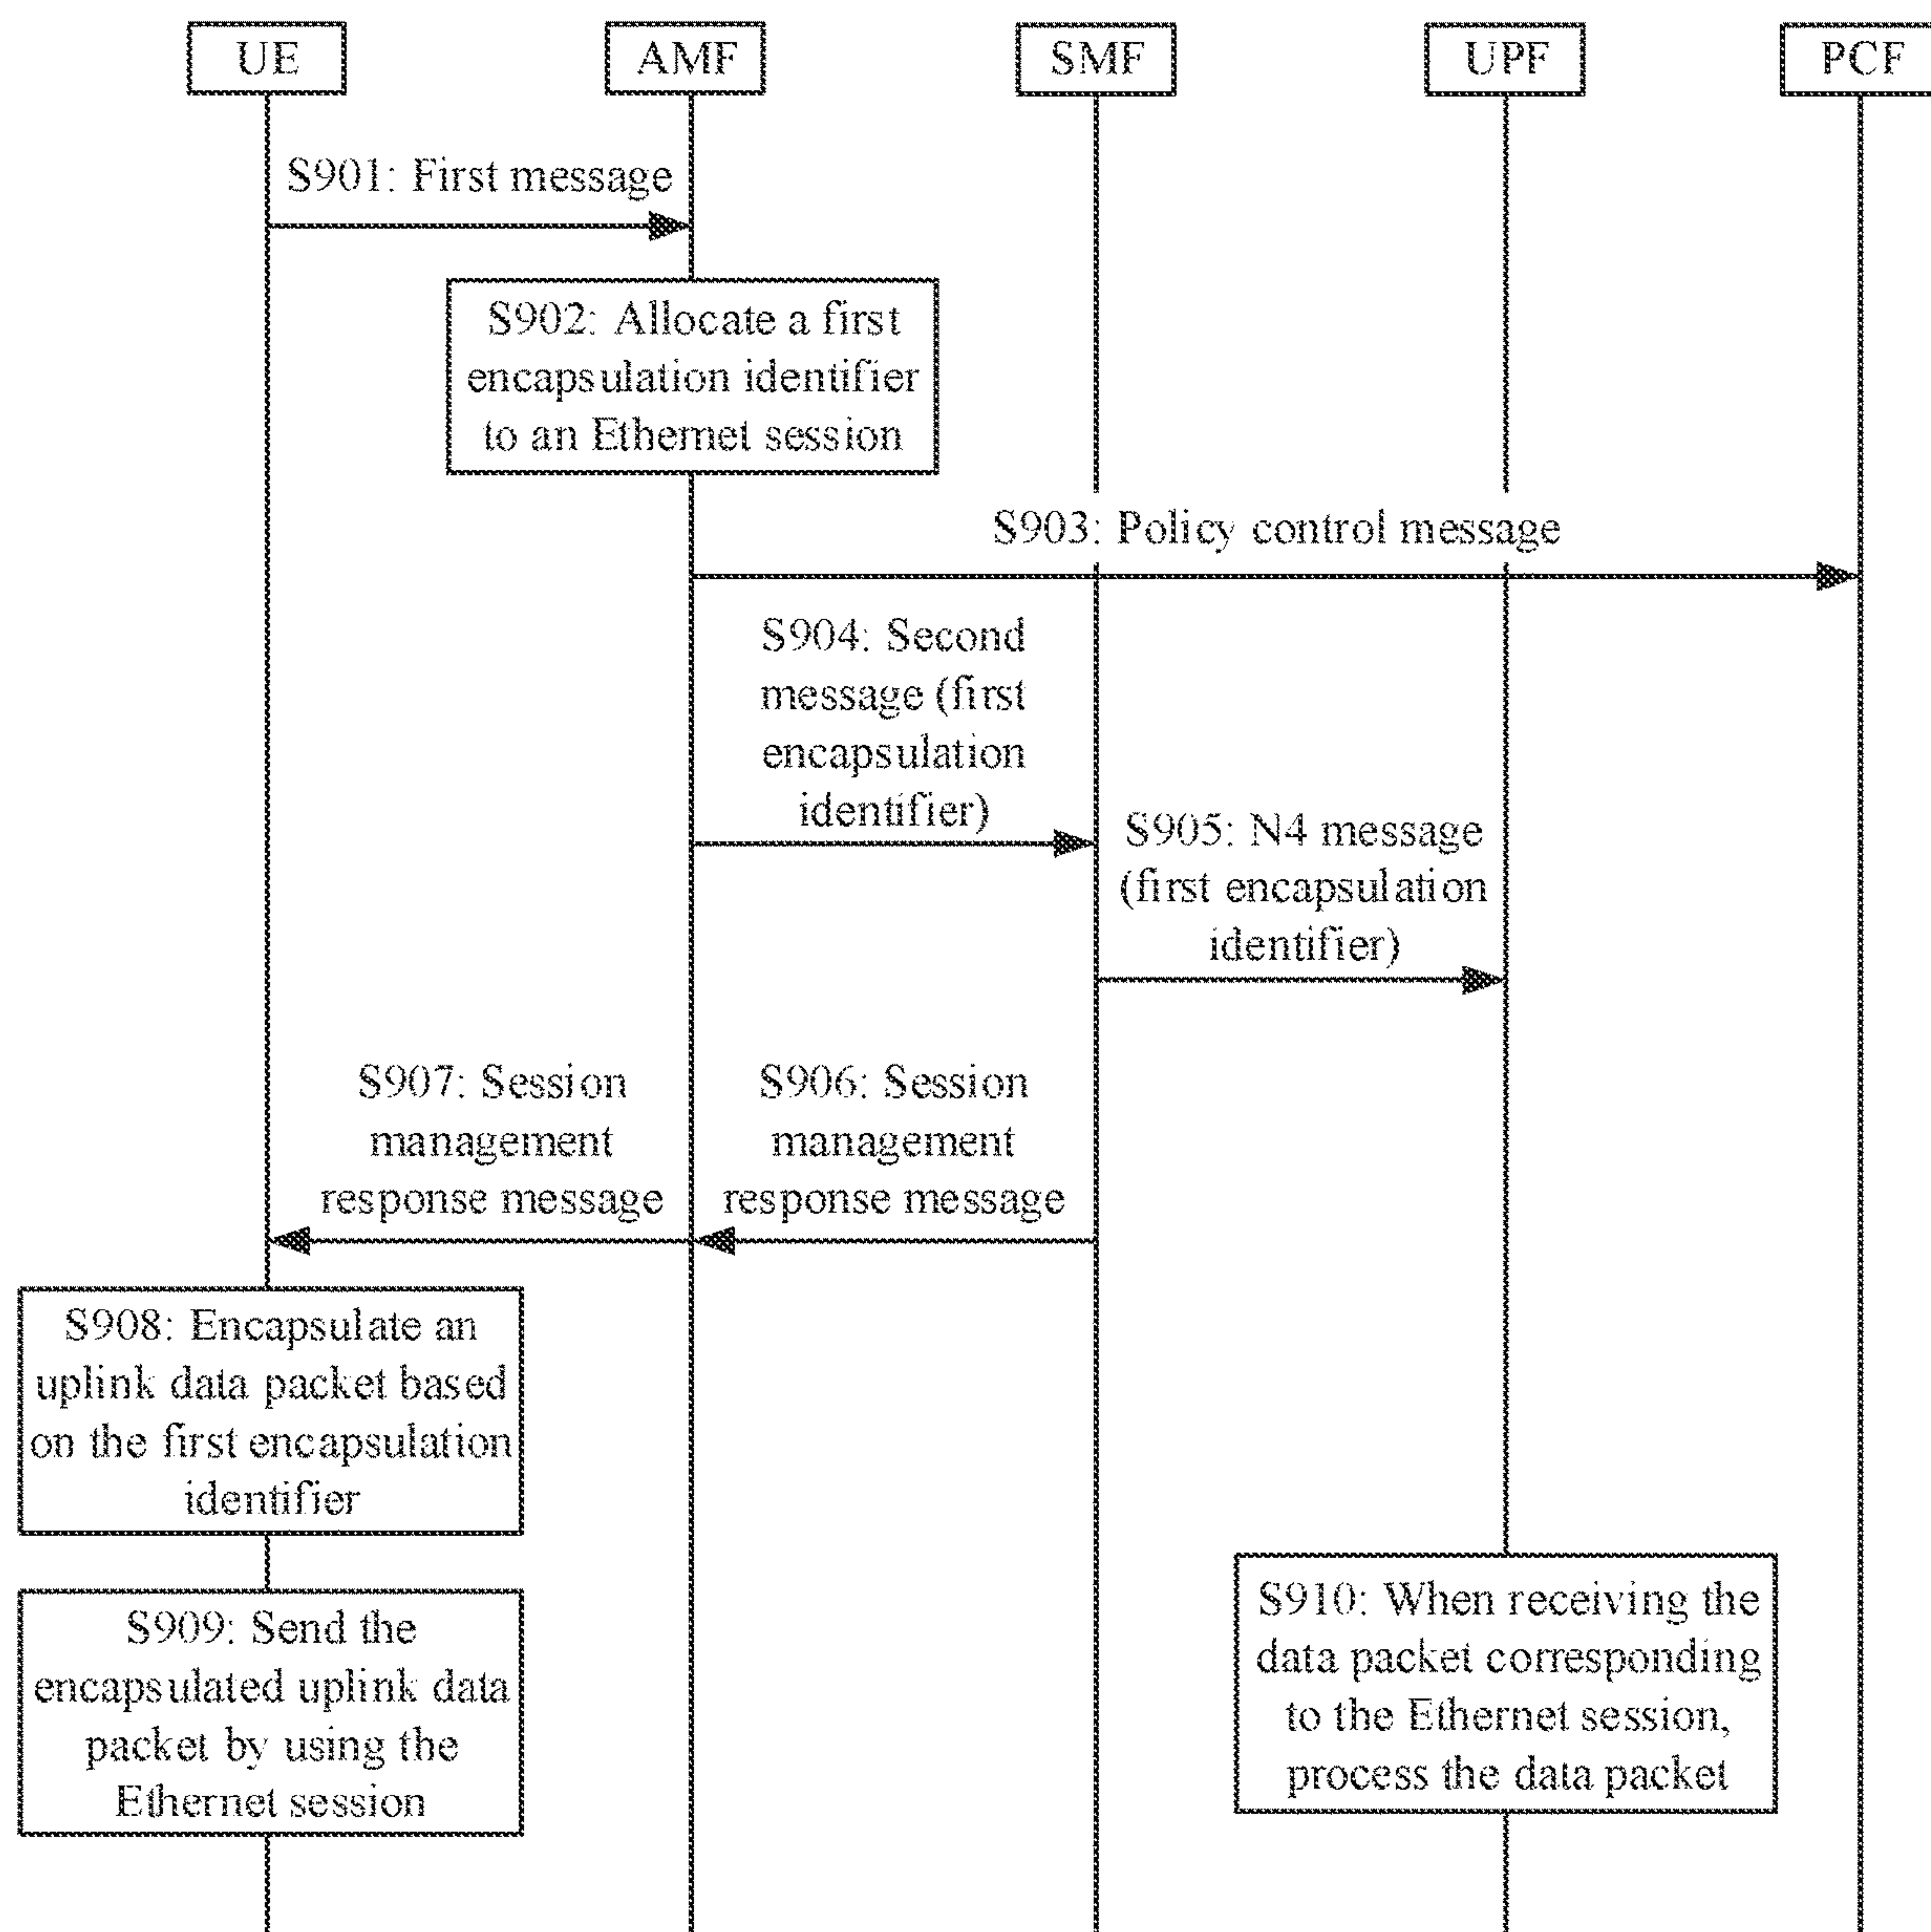 UE
AMF
SMF
UPF
PCF
S901: First message
S902: Allocate a first
encapsulation identifier
to an Ethernet session
S903: Policy control message
S904: Second
message (first
encapsulation
identifier)
S905: N4 message
(first encapsulation
identifier)
S907: Session
management
response message
S906: Session
management
response message
S908: Encapsulate an
uplink data packet based
on the first encapsulation
identifier
S909: Send the
encapsulated uplink data
packet by using the
Ethernet session
S910: When receiving the
data packet corresponding
to the Ethernet session,
process the data packet